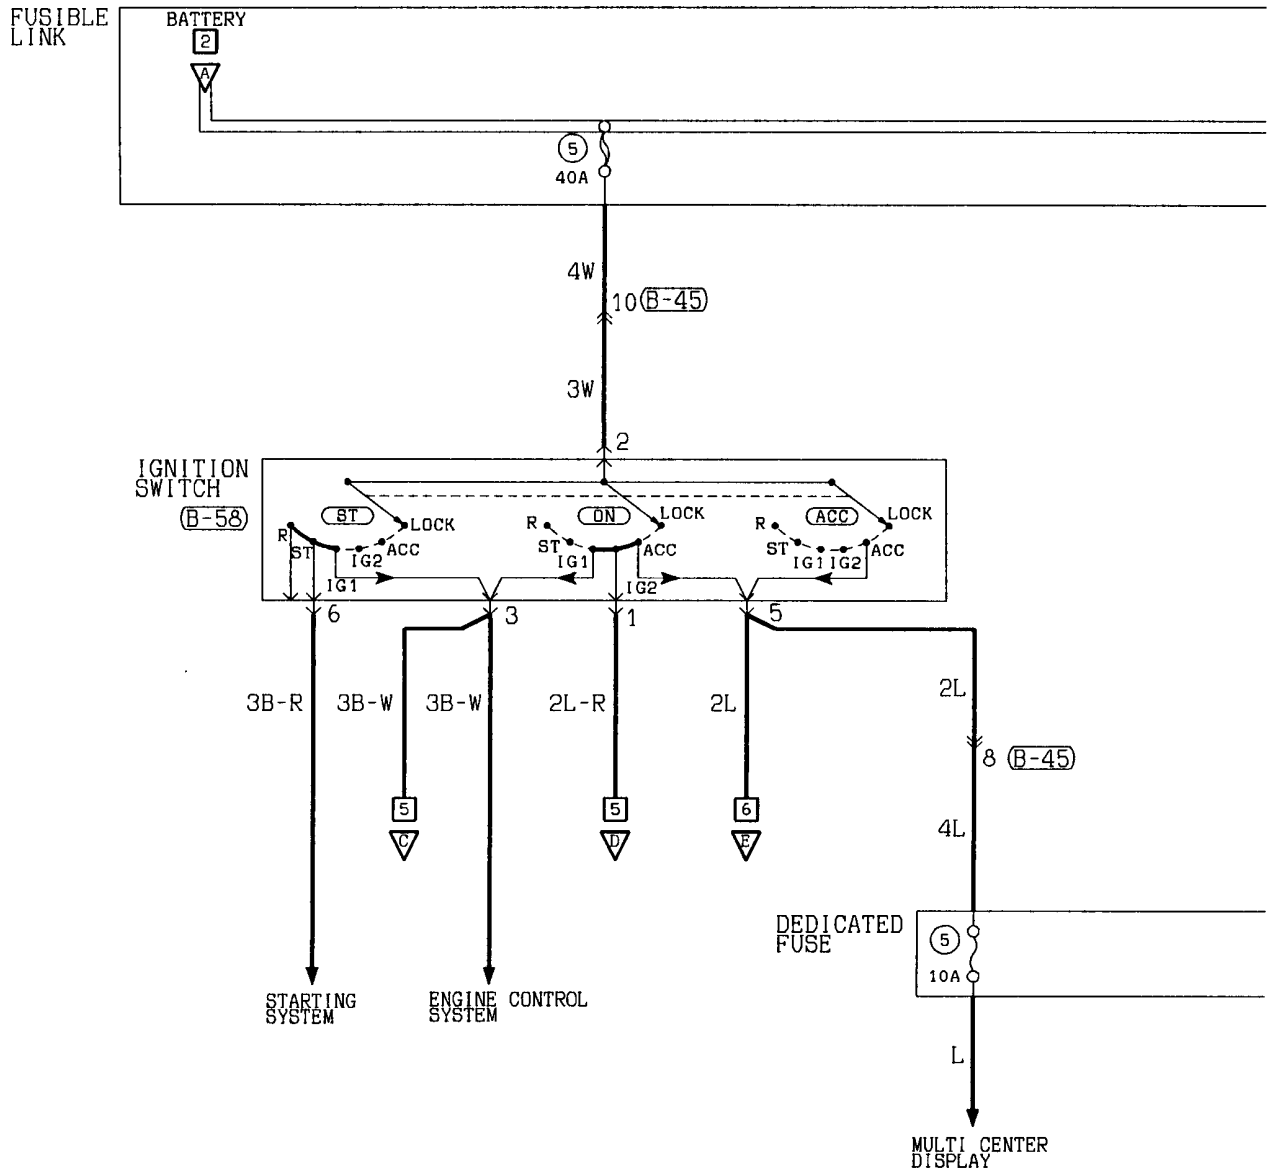 FUSIBLE
LINK
BATTERY
2
A
5
40A
4W
10 B-45
3W
2
IGNITION
SWITCH
B-58
ST
LOCK
R
ST
IG1
IG2
ACC
ON
LOCK
R
ST
IG1
IG2
ACC
ACC
LOCK
R
ST
IG1
IG2
ACC
6
3
1
5
3B-R
3B-W
3B-W
2L-R
2L
2L
8 B-45
5
C
5
D
6
E
4L
DEDICATED
FUSE
5
10A
STARTING
SYSTEM
ENGINE CONTROL
SYSTEM
L
MULTI CENTER
DISPLAY